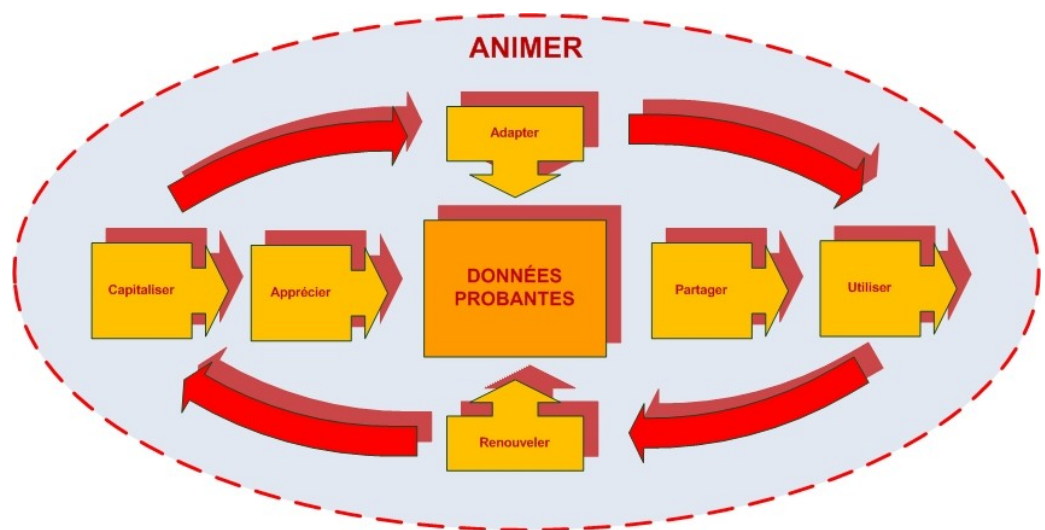 ANIMER
Adapter
Capitaliser
Apprécier
DONNÉES
PROBANTES
Partager
Utiliser
Renouveler